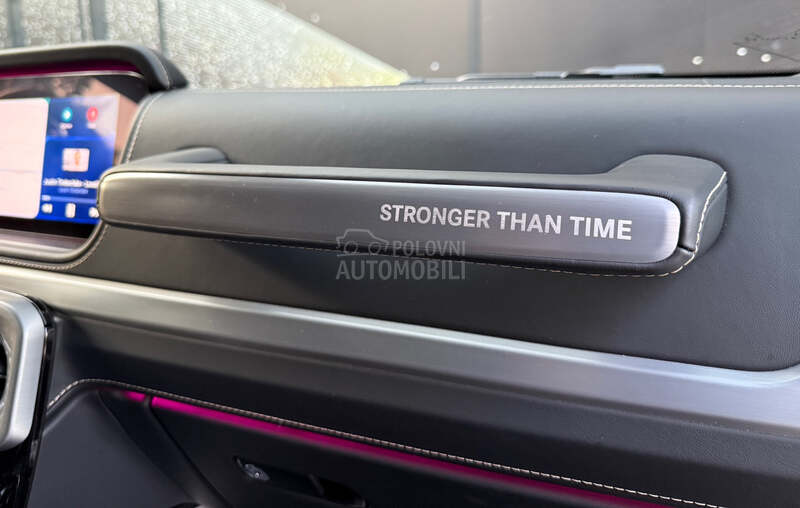 STRONGER THAN TIME
POLOVNI
AUTOMOBILI